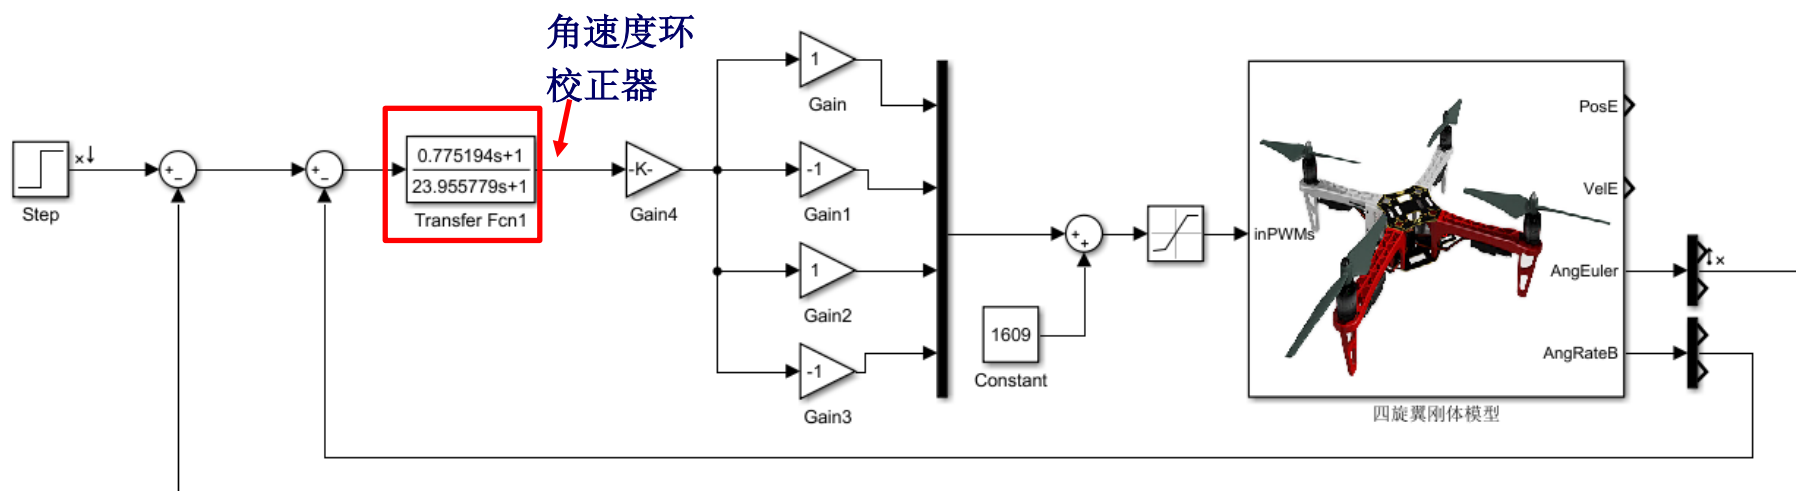 角速度环
校正器
Step
+
−
+
−
0.775194s+1
23.955779s+1
Transfer Fcn1
-K-
Gain4
1
Gain
-1
Gain1
1
Gain2
-1
Gain3
+
+
1609
Constant
inPWMs
PosE
VelE
AngEuler
AngRateB
四旋翼刚体模型